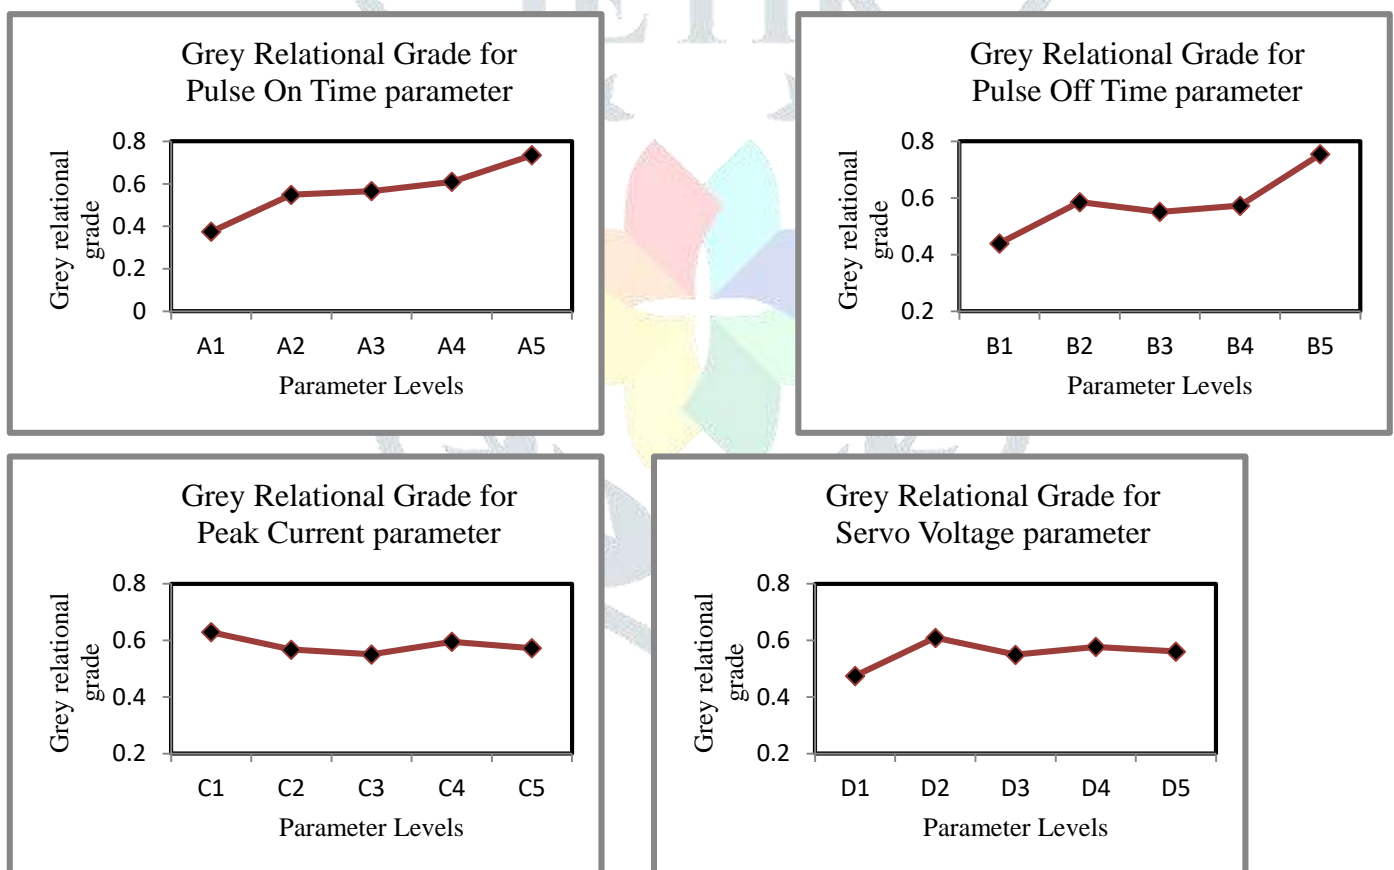 JETIR
Grey Relational Grade for
Pulse On Time parameter
Grey relational
grade
0.8
0.6
0.4
0.2
0
A1 A2 A3 A4 A5
Parameter Levels
Grey Relational Grade for
Pulse Off Time parameter
Grey relational
grade
0.8
0.6
0.4
0.2
B1 B2 B3 B4 B5
Parameter Levels
Grey Relational Grade for
Peak Current parameter
Grey relational
grade
0.8
0.6
0.4
0.2
C1 C2 C3 C4 C5
Parameter Levels
Grey Relational Grade for
Servo Voltage parameter
Grey relational
grade
0.8
0.6
0.4
0.2
D1 D2 D3 D4 D5
Parameter Levels